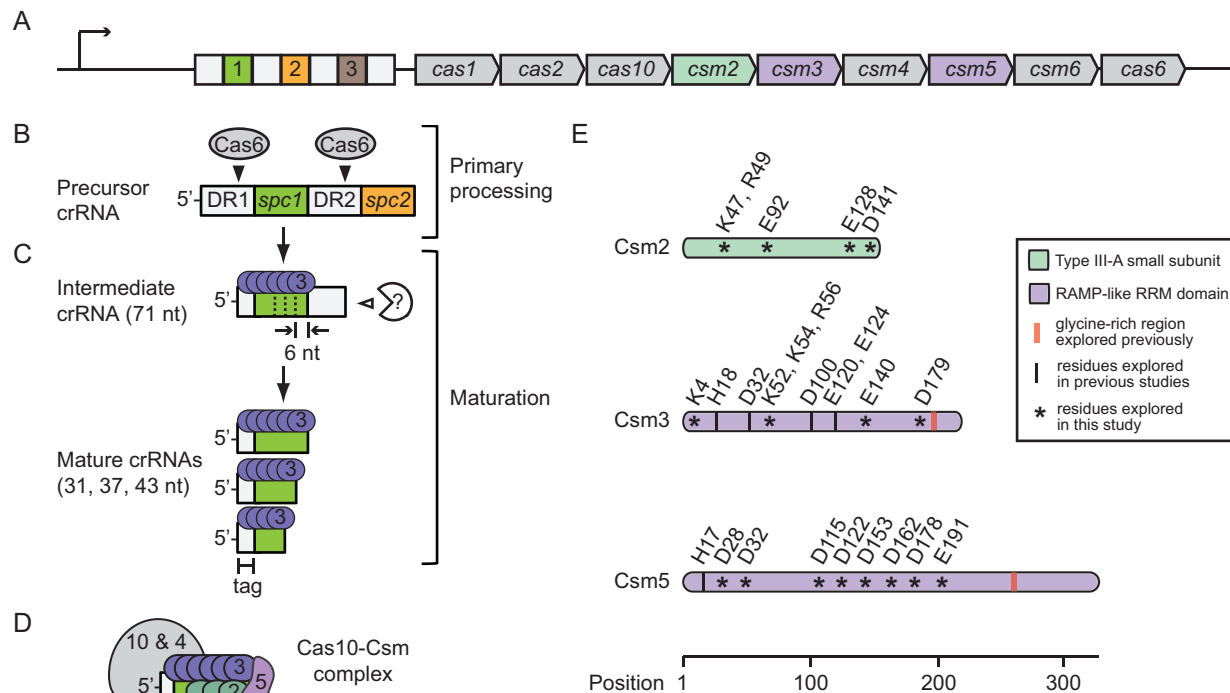 A
1
2
3
cas1
cas2
cas10
csm2
csm3
csm4
csm5
csm6
cas6
B
Cas6
Cas6
Precursor
crRNA
5'-
DR1
spc1
DR2
spc2
Primary
processing
C
Intermediate
crRNA (71 nt)
5'-
3
?
6 nt
Mature crRNAs
(31, 37, 43 nt)
5'-
3
5'-
3
5'-
3
tag
Maturation
D
10 & 4
5'-
3
2
5
Cas10-Csm
complex
E
Csm2
K47, R49
E92
E128
D141
* * * *
Csm3
K4
H18
D32
K52, K54, R56
D100
E120, E124
E140
D179
* * * *
Csm5
H17
D28
D32
D115
D122
D153
D162
D178
E191
* * * * * * * *
Position
1
100
200
300
Type III-A small subunit
RAMP-like RRM domain
glycine-rich region
explored previously
residues explored
in previous studies
* residues explored
in this study